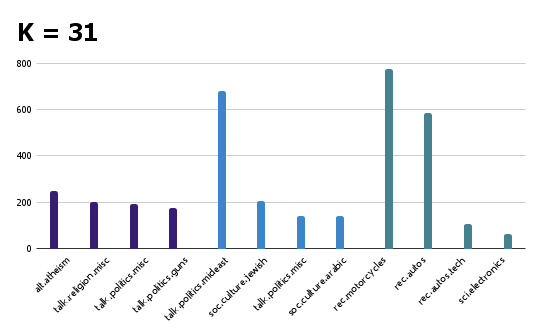 K = 31
800
600
400
200
0
alt.atheism
talk.religion.misc
talk.politics.misc
talk.politics.guns
talk.politics.mideast
soc.culture.jewish
talk.politics.misc
soc.culture.arabic
rec.motorcycles
rec.autos
rec.autos.tech
sci.electronics